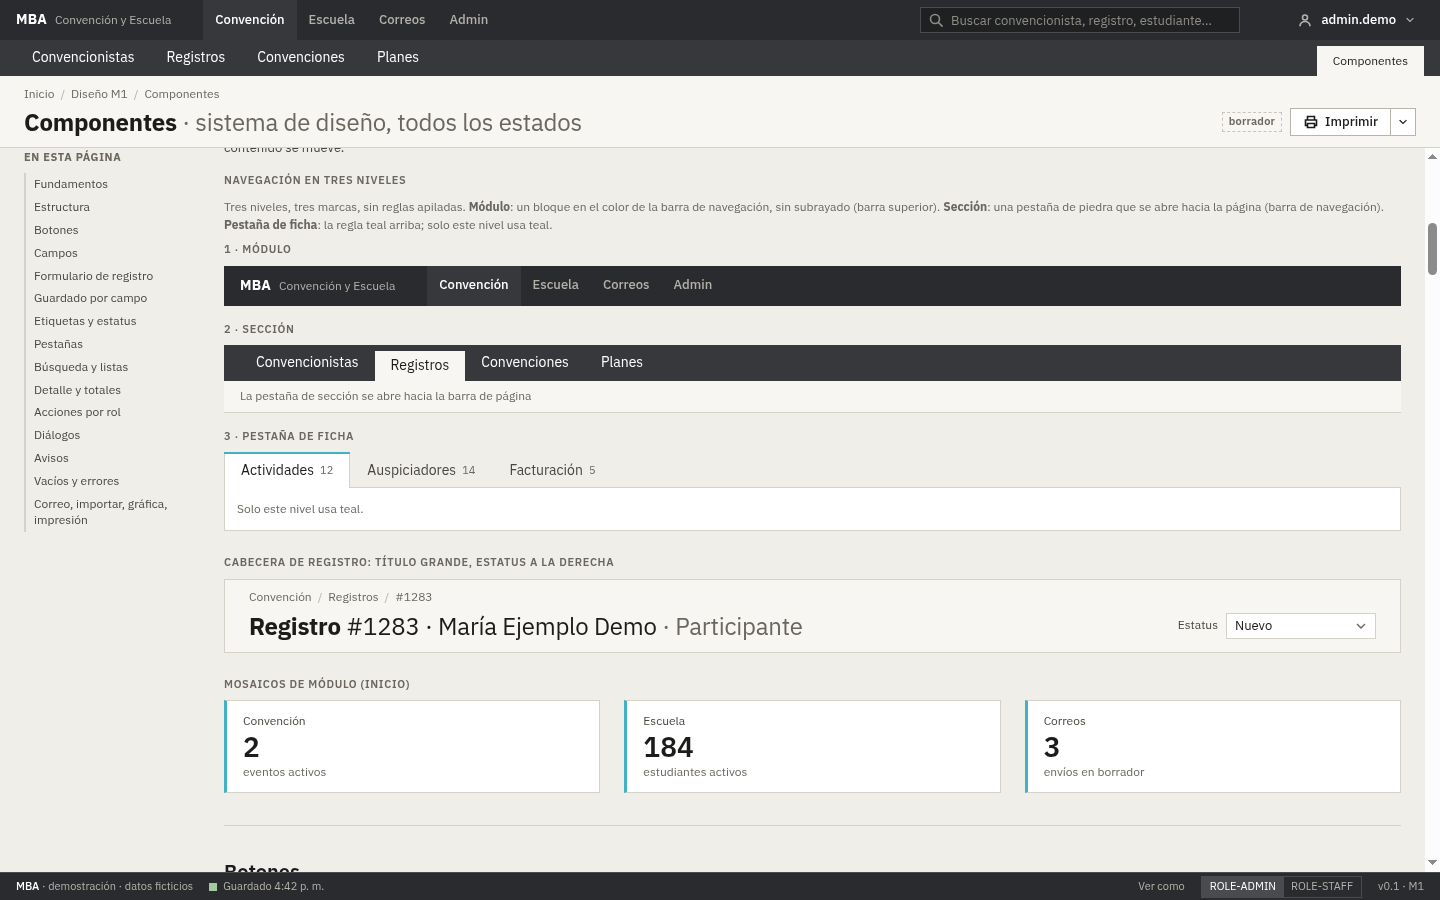 MBA Convención y Escuela Convención Escuela Correos Admin Buscar convencionista, registro, estudiante... admin.demo
Convencionistas Registros Convenciones Planes Componentes
Inicio / Diseño M1 / Componentes
Componentes · sistema de diseño, todos los estados borrador Imprimir
EN ESTA PÁGINA
Fundamentos
Estructura
Botones
Campos
Formulario de registro
Guardado por campo
Etiquetas y estatus
Pestañas
Búsqueda y listas
Detalle y totales
Acciones por rol
Diálogos
Avisos
Vacíos y errores
Correo, importar, gráfica,
impresión
contenido se mueve.
NAVEGACIÓN EN TRES NIVELES
Tres niveles, tres marcas, sin reglas apiladas. Módulo: un bloque en el color de la barra de navegación, sin subrayado (barra superior). Sección: una pestaña de piedra que se abre hacia la página (barra de navegación).
Pestaña de ficha: la regla teal arriba; solo este nivel usa teal.
1 · MÓDULO
MBA Convención y Escuela Convención Escuela Correos Admin
2 · SECCIÓN
Convencionistas Registros Convenciones Planes
La pestaña de sección se abre hacia la barra de página
3 · PESTAÑA DE FICHA
Actividades 12 Auspiciadores 14 Facturación 5
Solo este nivel usa teal.
CABECERA DE REGISTRO: TÍTULO GRANDE, ESTATUS A LA DERECHA
Convención / Registros / #1283
Registro #1283 · María Ejemplo Demo · Participante Estatus Nuevo
MOSAICOS DE MÓDULO (INICIO)
Convención
2
eventos activos
Escuela
184
estudiantes activos
Correos
3
envíos en borrador
Botones
MBA · demostración · datos ficticios Guardado 4:42 p. m. Ver como ROLE-ADMIN ROLE-STAFF v0.1 · M1